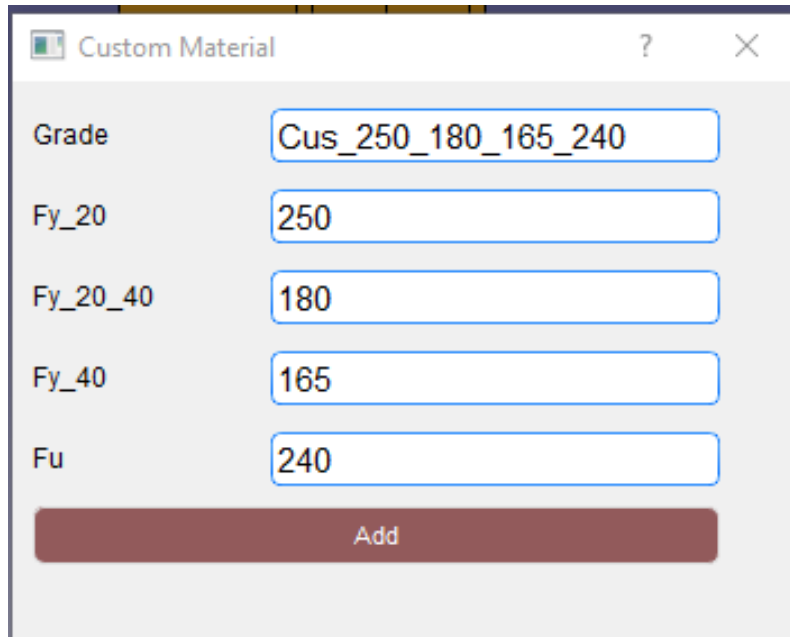 Custom Material ?
Grade Cus_250_180_165_240
Fy_20 250
Fy_20_40 180
Fy_40 165
Fu 240
Add